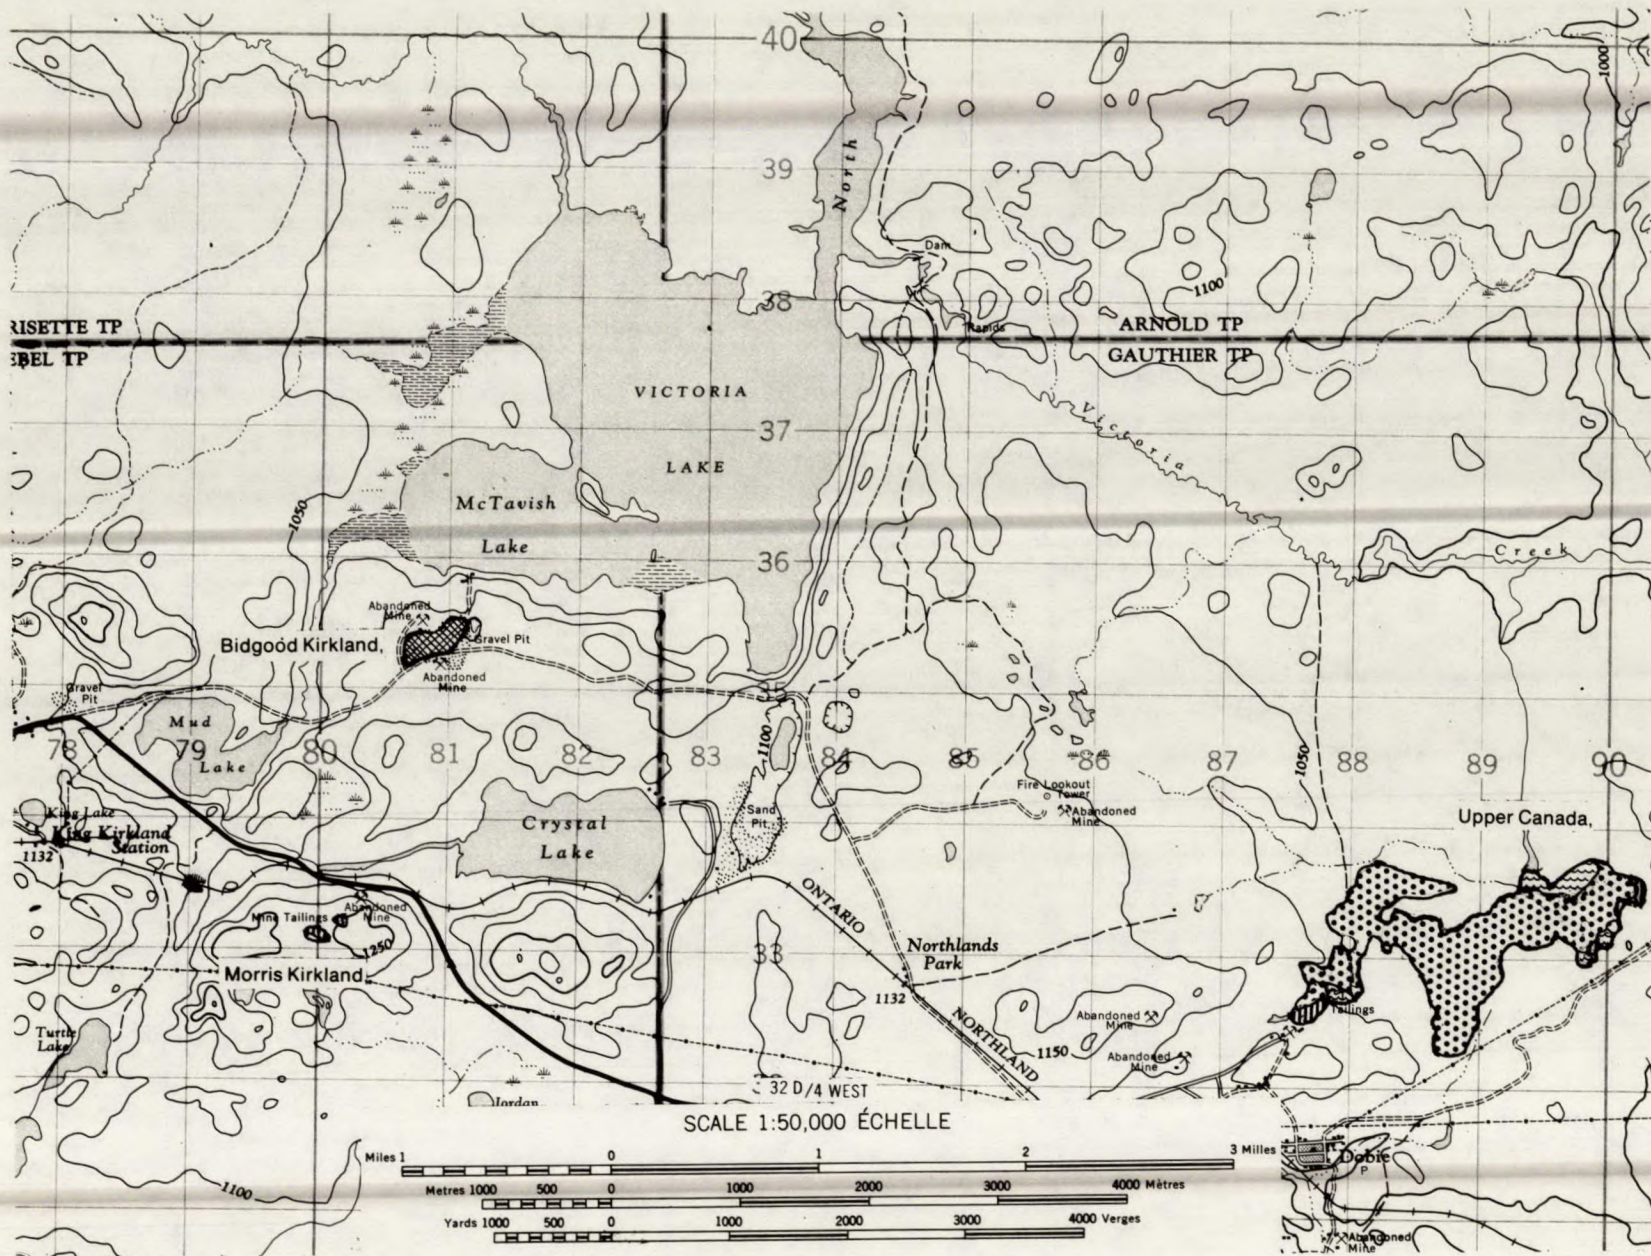 40
1000
North
39
Dam
38
1100
Rapids
RISETTE TP
ARNOLD TP
EBEL TP
GAUTHIER TP
VICTORIA
LAKE
37
Victoria
McTavish
Lake
1050
36
Creek
Abandoned
Mine
Bidgood Kirkland,
Gravel Pit
Abandoned
Mine
Gravel
Pit
35
Mud
Lake
1100
78
79
80
81
82
83
84
85
86
87
88
89
90
1050
Fire Lookout
Tower
Abandoned
Mine
King Lake
King Kirkland
Station
1132
Crystal
Lake
Sand
Pit
Upper Canada,
Mine Tailings
Abandoned
Mine
1250
ONTARIO
33
Northlands
Park
Morris Kirkland,
1132
NORTHLAND
Abandoned
Mine
Tailings
Turtle
Lake
1150
Abandoned
Mine
32 D/4 WEST
Jordan
SCALE 1:50,000 ÉCHELLE
Miles 1 0 1 2 3 Milles
Dobie
P
1100
Metres 1000 500 0 1000 2000 3000 4000 Mètres
Yards 1000 500 0 1000 2000 3000 4000 Verges
Abandoned
Mine